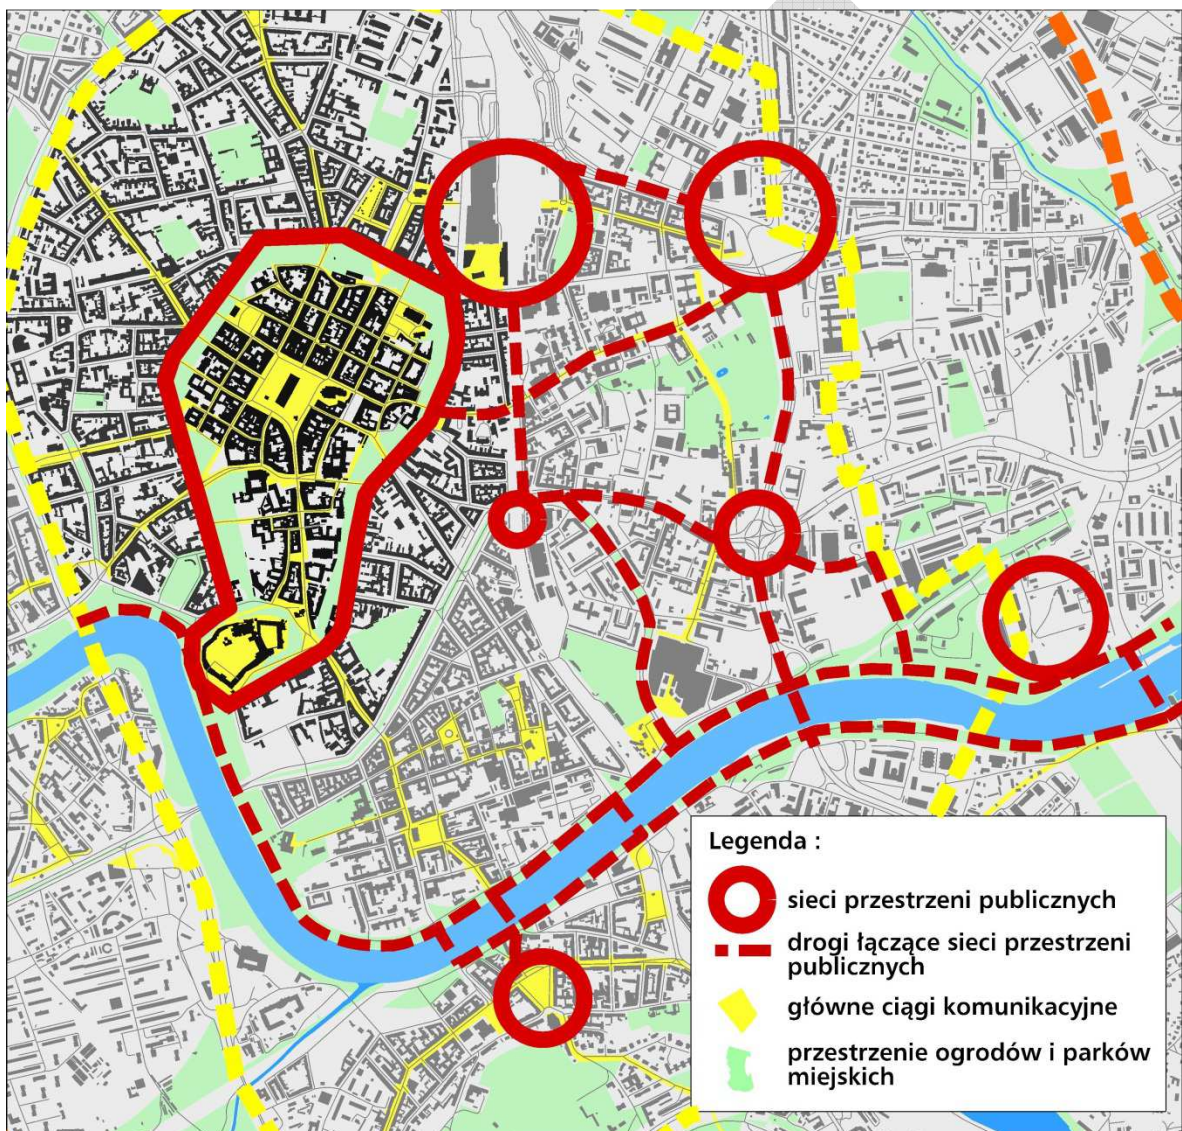 Legenda :
sieci przestrzeni publicznych
drogi łączące sieci przestrzeni
publicznych
główne ciągi komunikacyjne
przestrzenie ogrodów i parków
miejskich